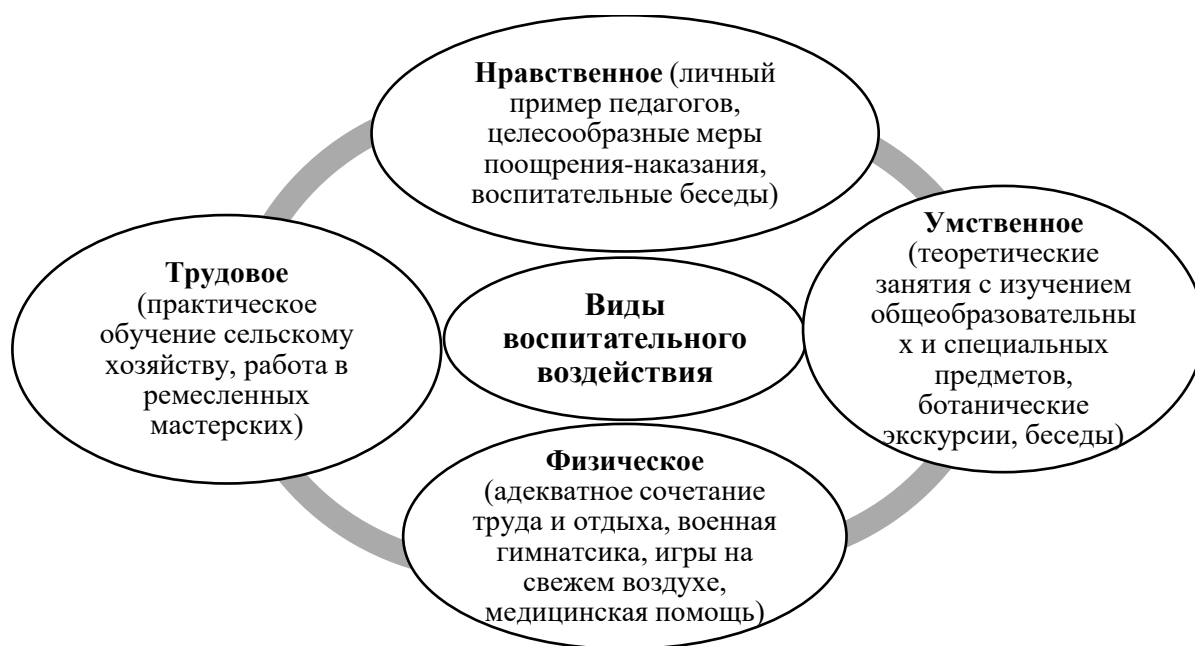 Нравственное (личный
пример педагогов,
целесообразные меры
поощрения-наказания,
воспитательные беседы)
Трудовое
(практическое
обучение сельскому
хозяйству, работа в
ремесленных
мастерских)
Виды
воспитательного
воздействия
Умственное
(теоретические
занятия с изучением
общеобразовательны
х и специальных
предметов,
ботанические
экскурсии, беседы)
Физическое
(адекватное сочетание
труда и отдыха, военная
гимнатсика, игры на
свежем воздухе,
медицинская помощь)